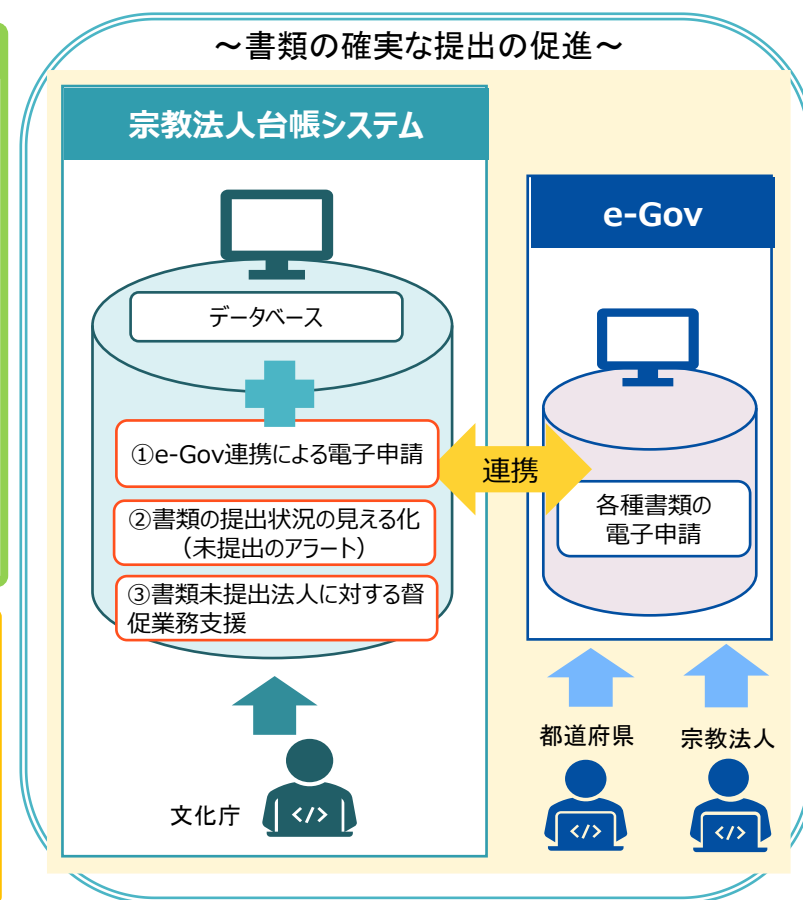 ～書類の確実な提出の促進～
宗教法人台帳システム
データベース
①e-Gov連携による電子申請
②書類の提出状況の見える化
（未提出のアラート）
③書類未提出法人に対する督
促業務支援
文化庁
</>
連携
e-Gov
各種書類の
電子申請
都道府県
宗教法人
</>
</>